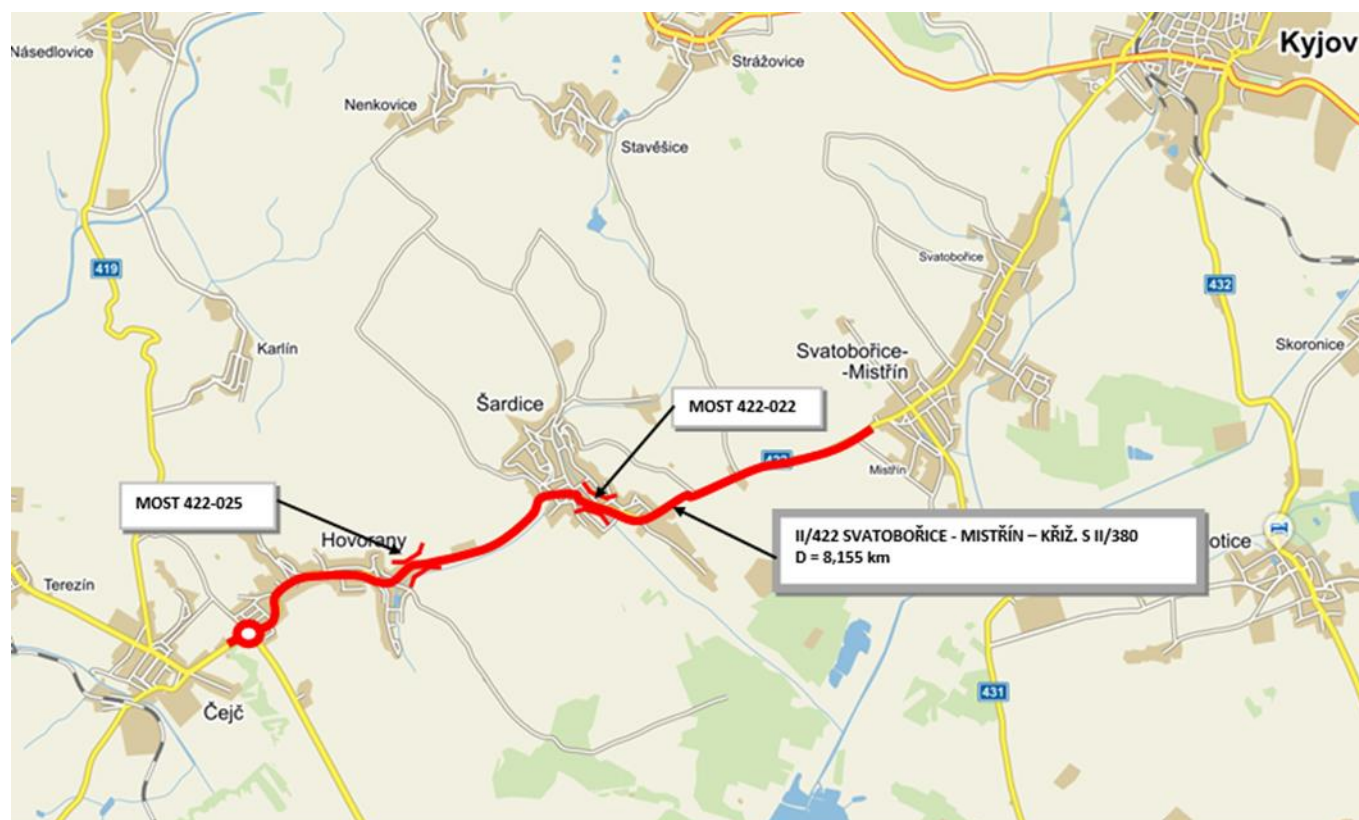 Kyjov
Násedlovice
Strážovice
Nenkovice
Stavěšice
Svatobořice
419
432
Karlín
Svatobořice-
-Mistřín
Skoronice
Šardice
MOST 422-022
Mistřín
MOST 422-025
Hovorany
II/422 SVATOBOŘICE - MISTŘÍN – KŘIŽ. S II/380
D = 8,155 km
otice
Terezín
431
Čejč